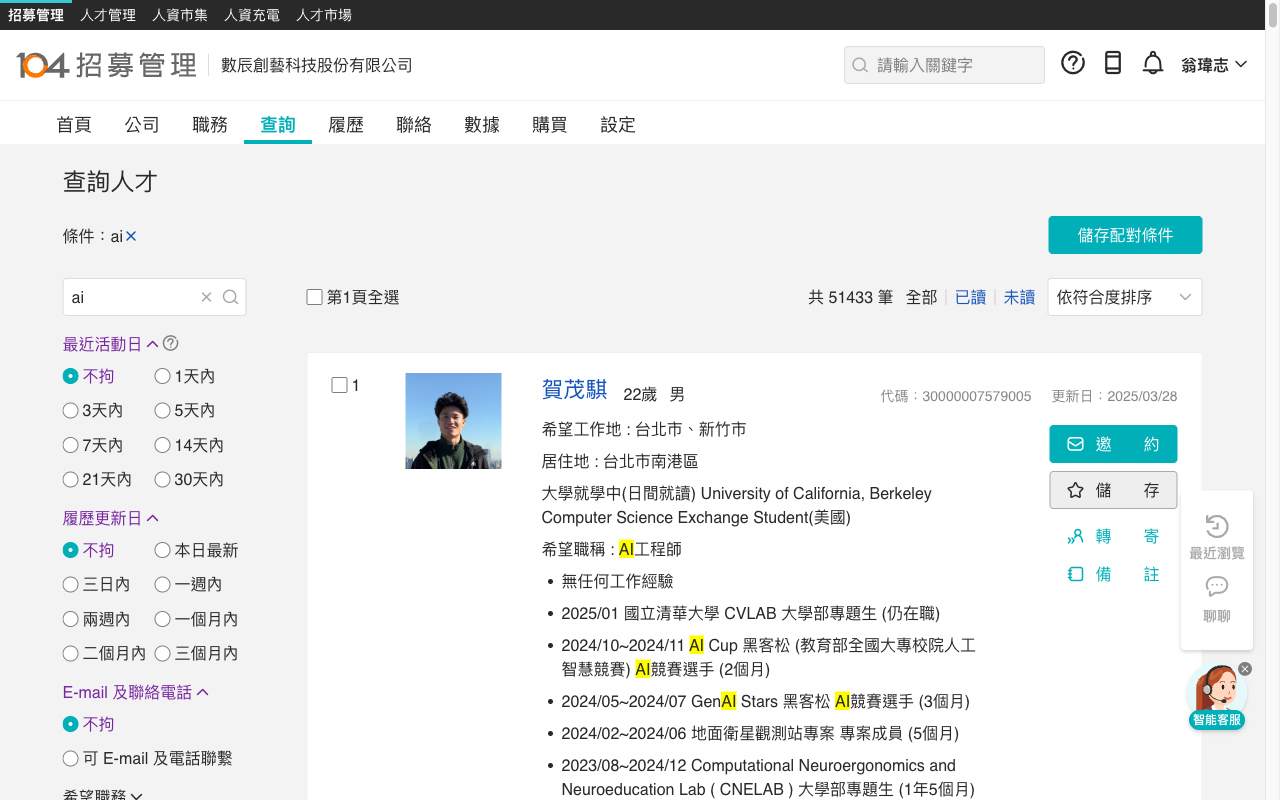 招募管理 人才管理 人資市集 人資充電 人才市場
104 招募管理 數辰創藝科技股份有限公司 請輸入關鍵字 翁瑋志
首頁 公司 職務 查詢 履歷 聯絡 數據 購買 設定
查詢人才
條件：ai✕
儲存配對條件
ai
第1頁全選
共 51433 筆 全部 已讀 未讀
依符合度排序
最近活動日
不拘 1天內
3天內 5天內
7天內 14天內
21天內 30天內
履歷更新日
不拘 本日最新
三日內 一週內
兩週內 一個月內
二個月內 三個月內
E-mail 及聯絡電話
不拘
可 E-mail 及電話聯繫
希望職務
1
賀茂騏 22歲 男
代碼：30000007579005 更新日：2025/03/28
希望工作地 : 台北市、新竹市
居住地 : 台北市南港區
大學就學中(日間就讀) University of California, Berkeley
Computer Science Exchange Student(美國)
希望職稱 : AI工程師
• 無任何工作經驗
• 2025/01 國立清華大學 CVLAB 大學部專題生 (仍在職)
• 2024/10~2024/11 AI Cup 黑客松 (教育部全國大專校院人工
智慧競賽) AI競賽選手 (2個月)
• 2024/05~2024/07 GenAI Stars 黑客松 AI競賽選手 (3個月)
• 2024/02~2024/06 地面衛星觀測站專案 專案成員 (5個月)
• 2023/08~2024/12 Computational Neuroergonomics and
Neuroeducation Lab ( CNELAB ) 大學部專題生 (1年5個月)
邀 約
儲 存
轉 寄
備 註
最近瀏覽
聊聊
智能客服